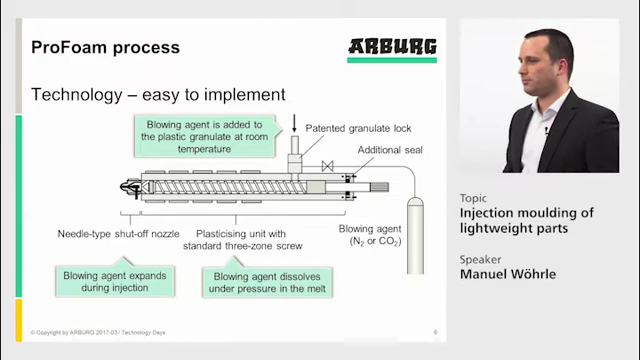 ProFoam process
ARBURG
Technology – easy to implement
Blowing agent is added to
the plastic granulate at room
temperature
Patented granulate lock
Additional seal
Needle-type shut-off nozzle
Plasticising unit with
standard three-zone screw
Blowing agent
(N2 or CO2)
Blowing agent expands
during injection
Blowing agent dissolves
under pressure in the melt
© Copyright by ARBURG 2017-03 / Technology Days
6
Topic
Injection moulding of
lightweight parts
Speaker
Manuel Wöhrle